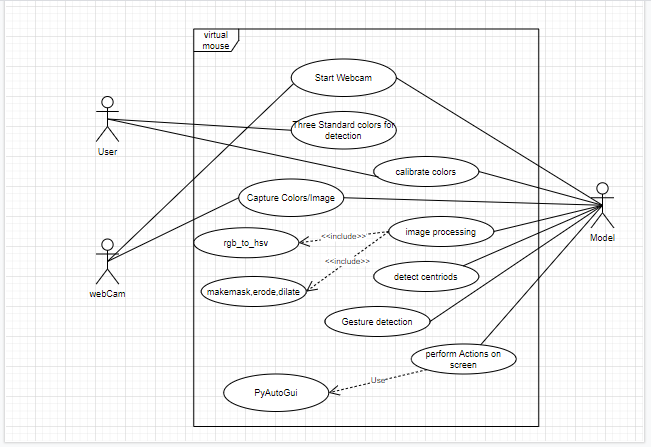 virtual
mouse
Start Webcam
Three Standard colors for
detection
User
calibrate colors
Capture Colors/Image
image processing
<<include>>
rgb_to_hsv
Model
<<include>>
detect centriods
webCam
makemask,erode,dilate
Gesture detection
perform Actions on
screen
Use
PyAutoGui